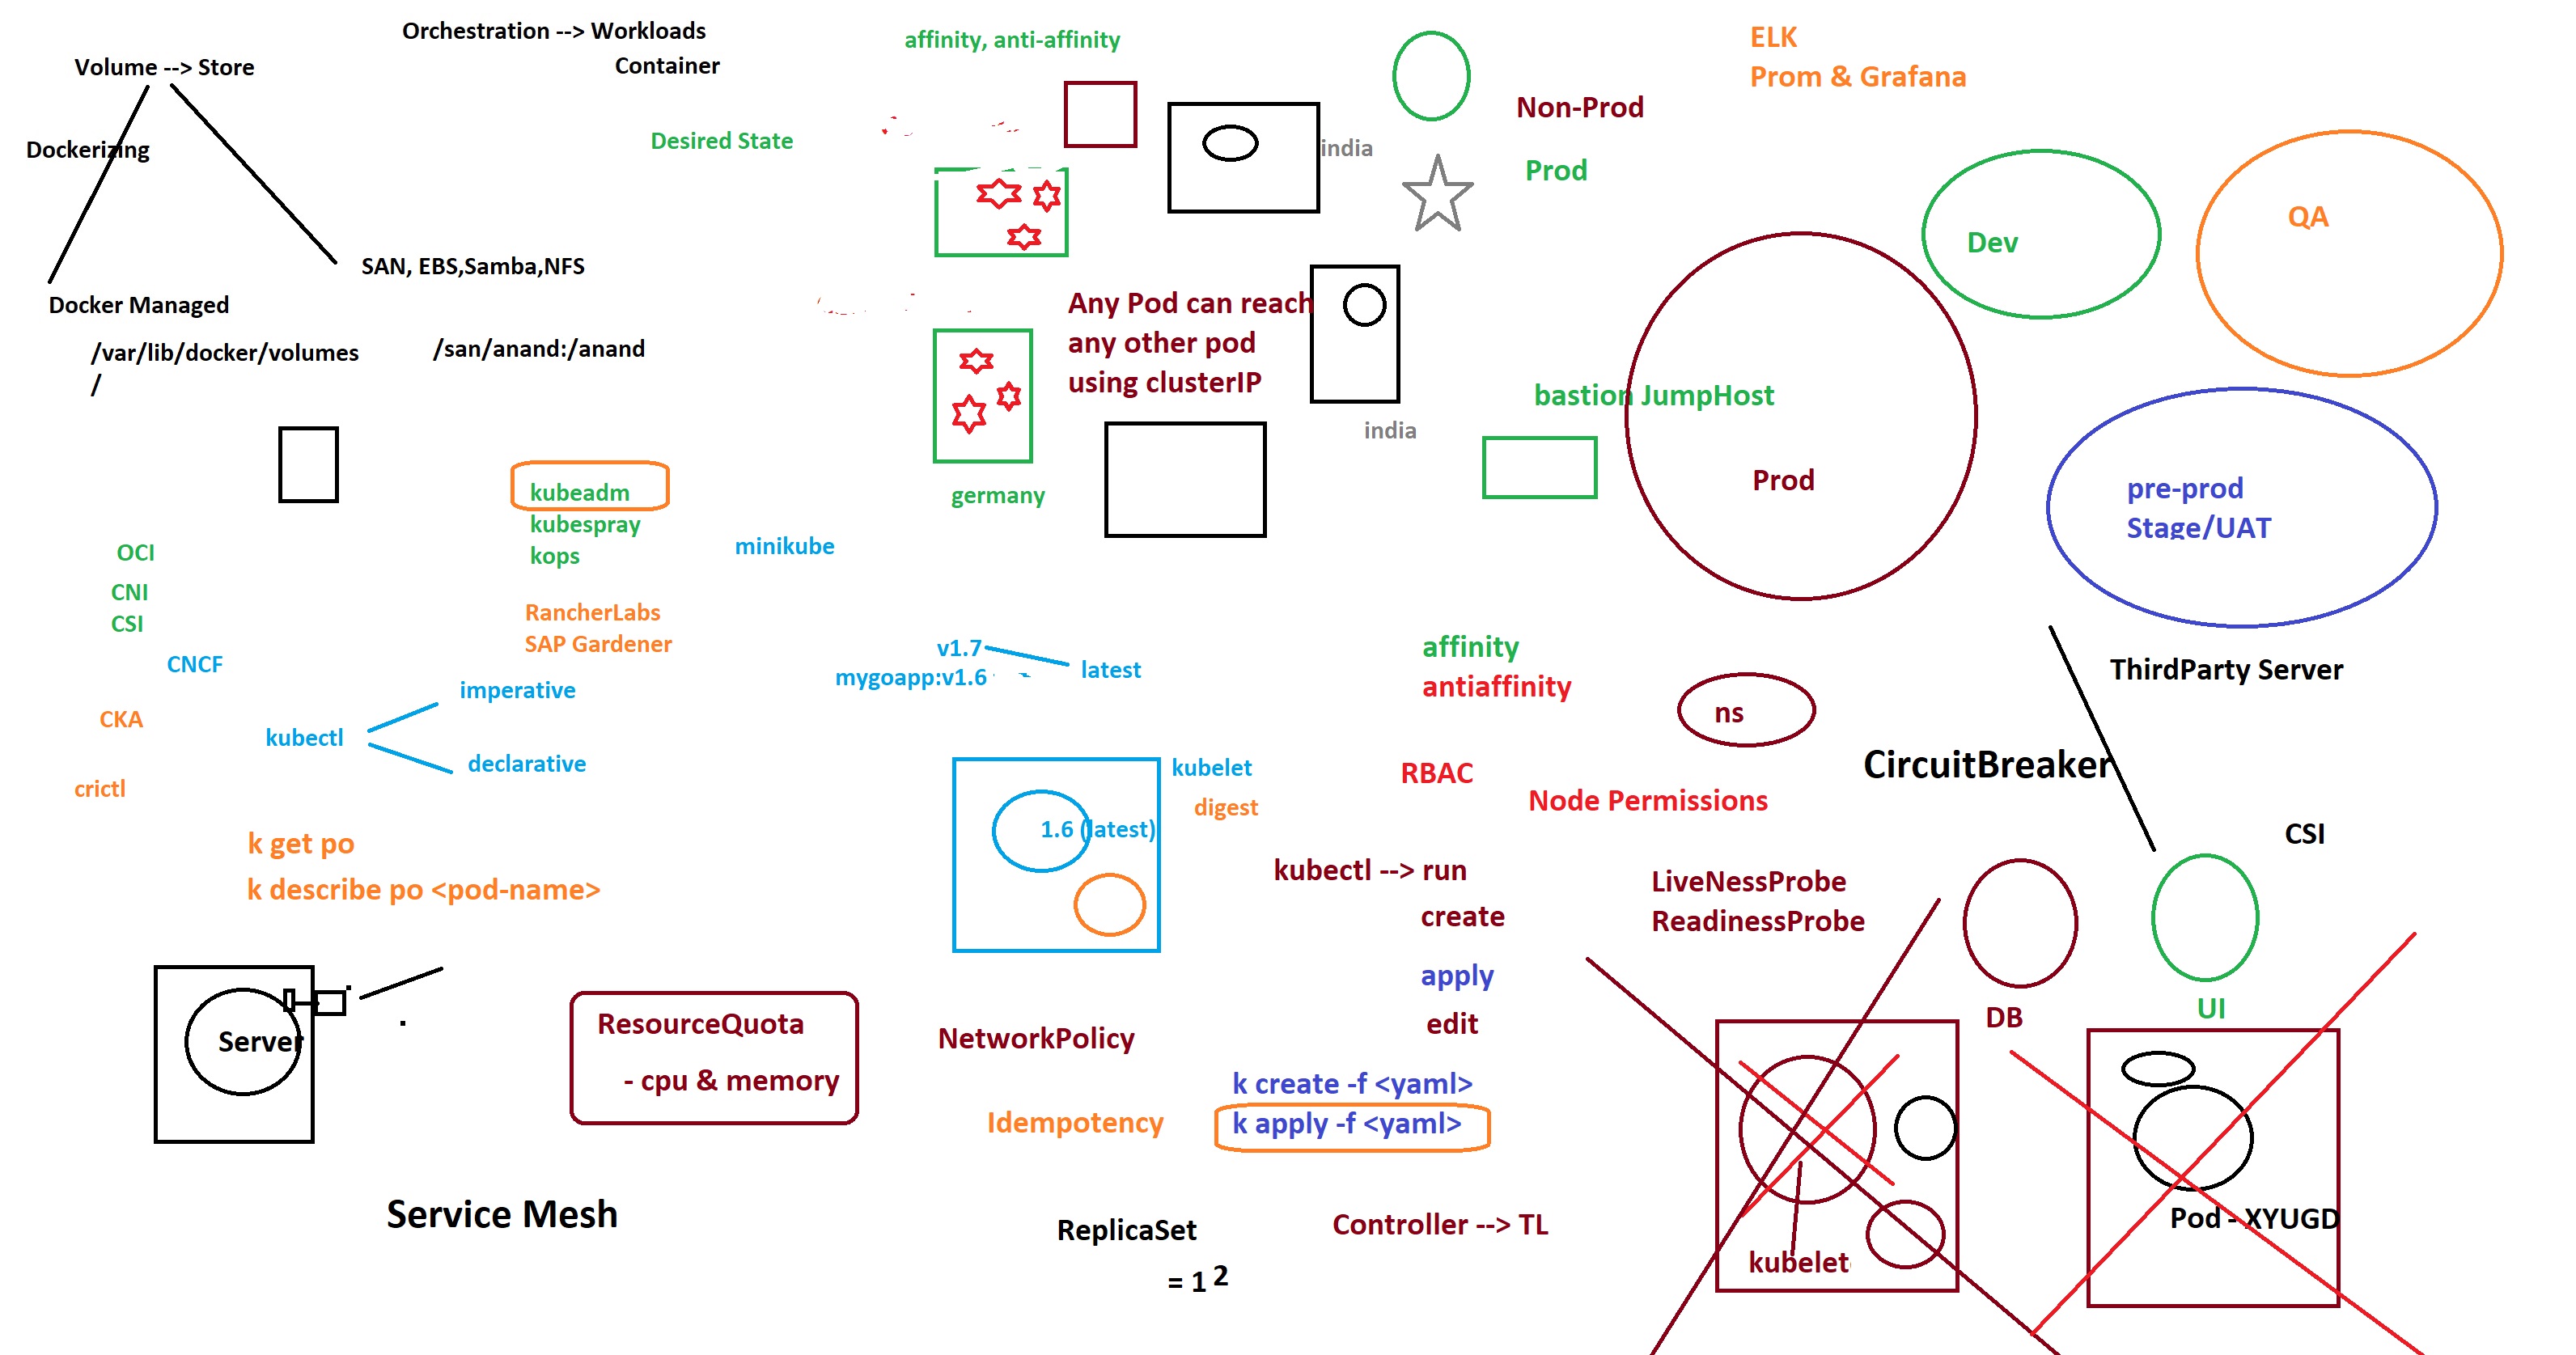 Orchestration --> Workloads
Container
Volume --> Store
Dockerizing
Desired State
SAN, EBS,Samba,NFS
Docker Managed
/var/lib/docker/volumes
/
/san/anand:/anand
affinity, anti-affinity
india
Non-Prod
Prod
ELK
Prom & Grafana
Dev
QA
Any Pod can reach
any other pod
using clusterIP
india
germany
bastion JumpHost
Prod
pre-prod
Stage/UAT
kubeadm
kubespray
kops
minikube
OCI
CNI
CSI
CNCF
RancherLabs
SAP Gardener
CKA
kubectl
imperative
declarative
crictl
v1.7
mygoapp:v1.6
latest
affinity
antiaffinity
ns
ThirdParty Server
CircuitBreaker
RBAC
Node Permissions
kubelet
digest
1.6 (latest)
CSI
k get po
k describe po <pod-name>
kubectl --> run
create
apply
edit
LiveNessProbe
ReadinessProbe
DB
UI
Server
ResourceQuota
- cpu & memory
NetworkPolicy
k create -f <yaml>
Idempotency
k apply -f <yaml>
Service Mesh
ReplicaSet
= 1 2
Controller --> TL
kubelet
Pod - XYUGD